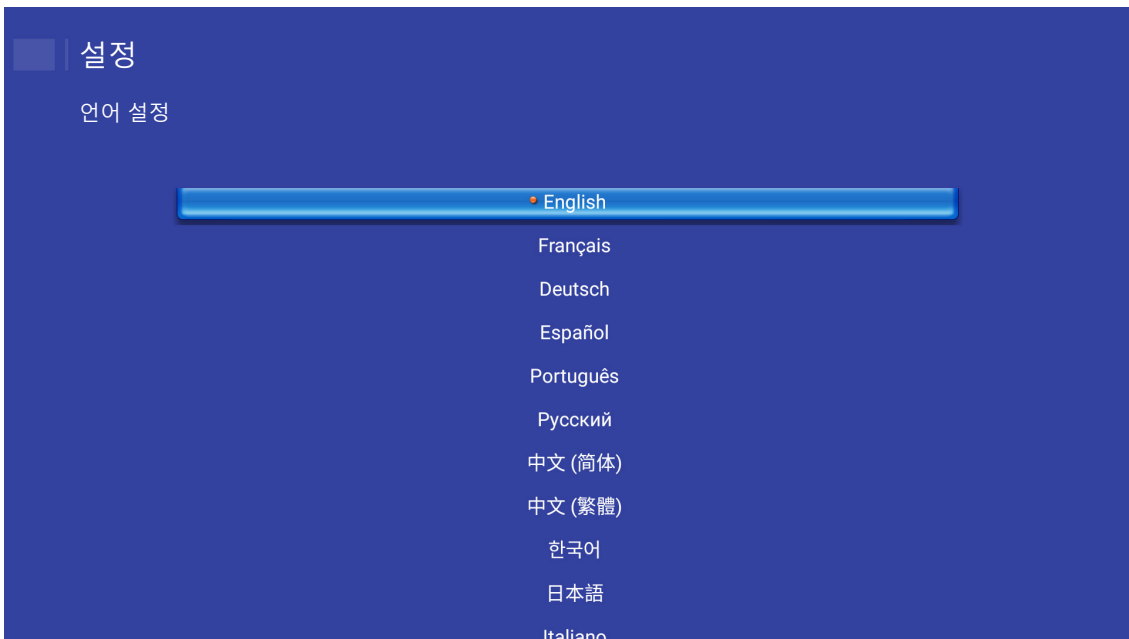 설정
언어 설정
English
Français
Deutsch
Español
Português
Русский
中文 (简体)
中文 (繁體)
한국어
日本語
Italiano